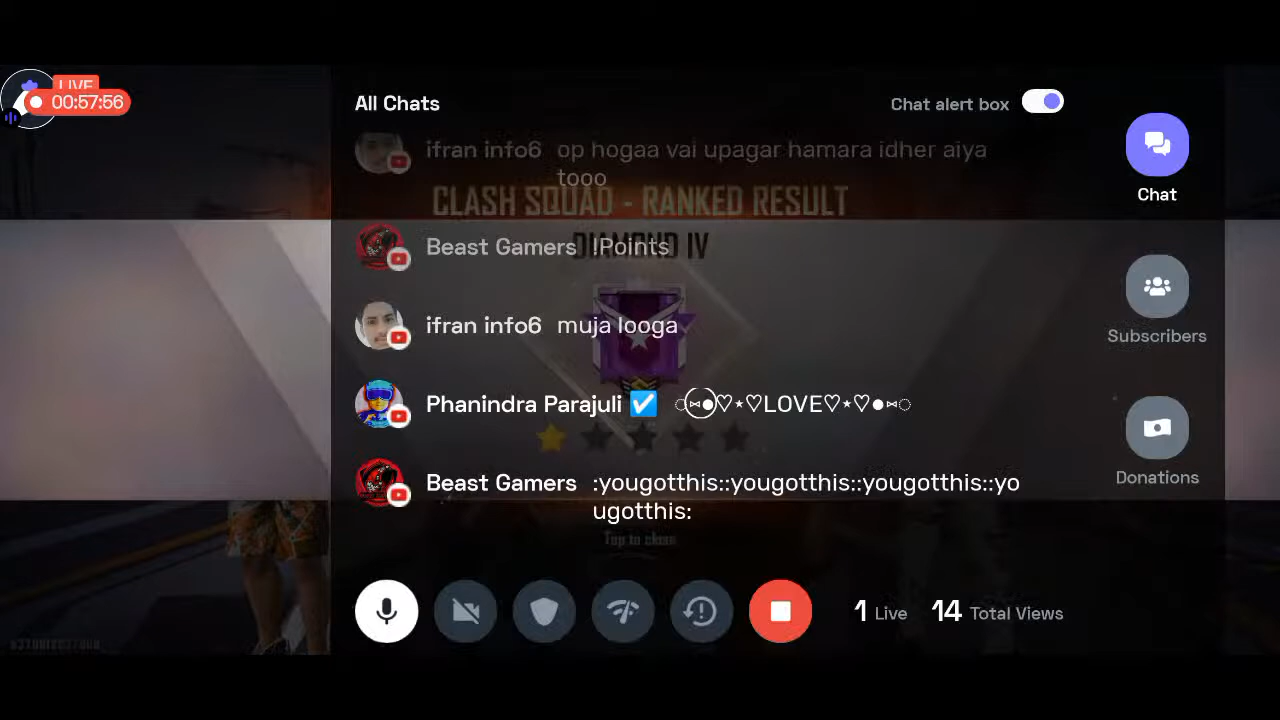 LIVE
00:57:56
All Chats
Chat alert box
ifran info6 op hogaa vai upagar hamara idher aiya
tooo
CLASH SQUAD - RANKED RESULT
Chat
Beast Gamers !Points
DIAMOND IV
ifran info6 muja looga
Subscribers
Phanindra Parajuli ☑️ ◌⃝⑅●♡⋆♡LOVE♡⋆♡●⑅◌
Beast Gamers :yougotthis::yougotthis::yougotthis::yo
ugotthis:
Donations
Tap to close
1 Live 14 Total Views